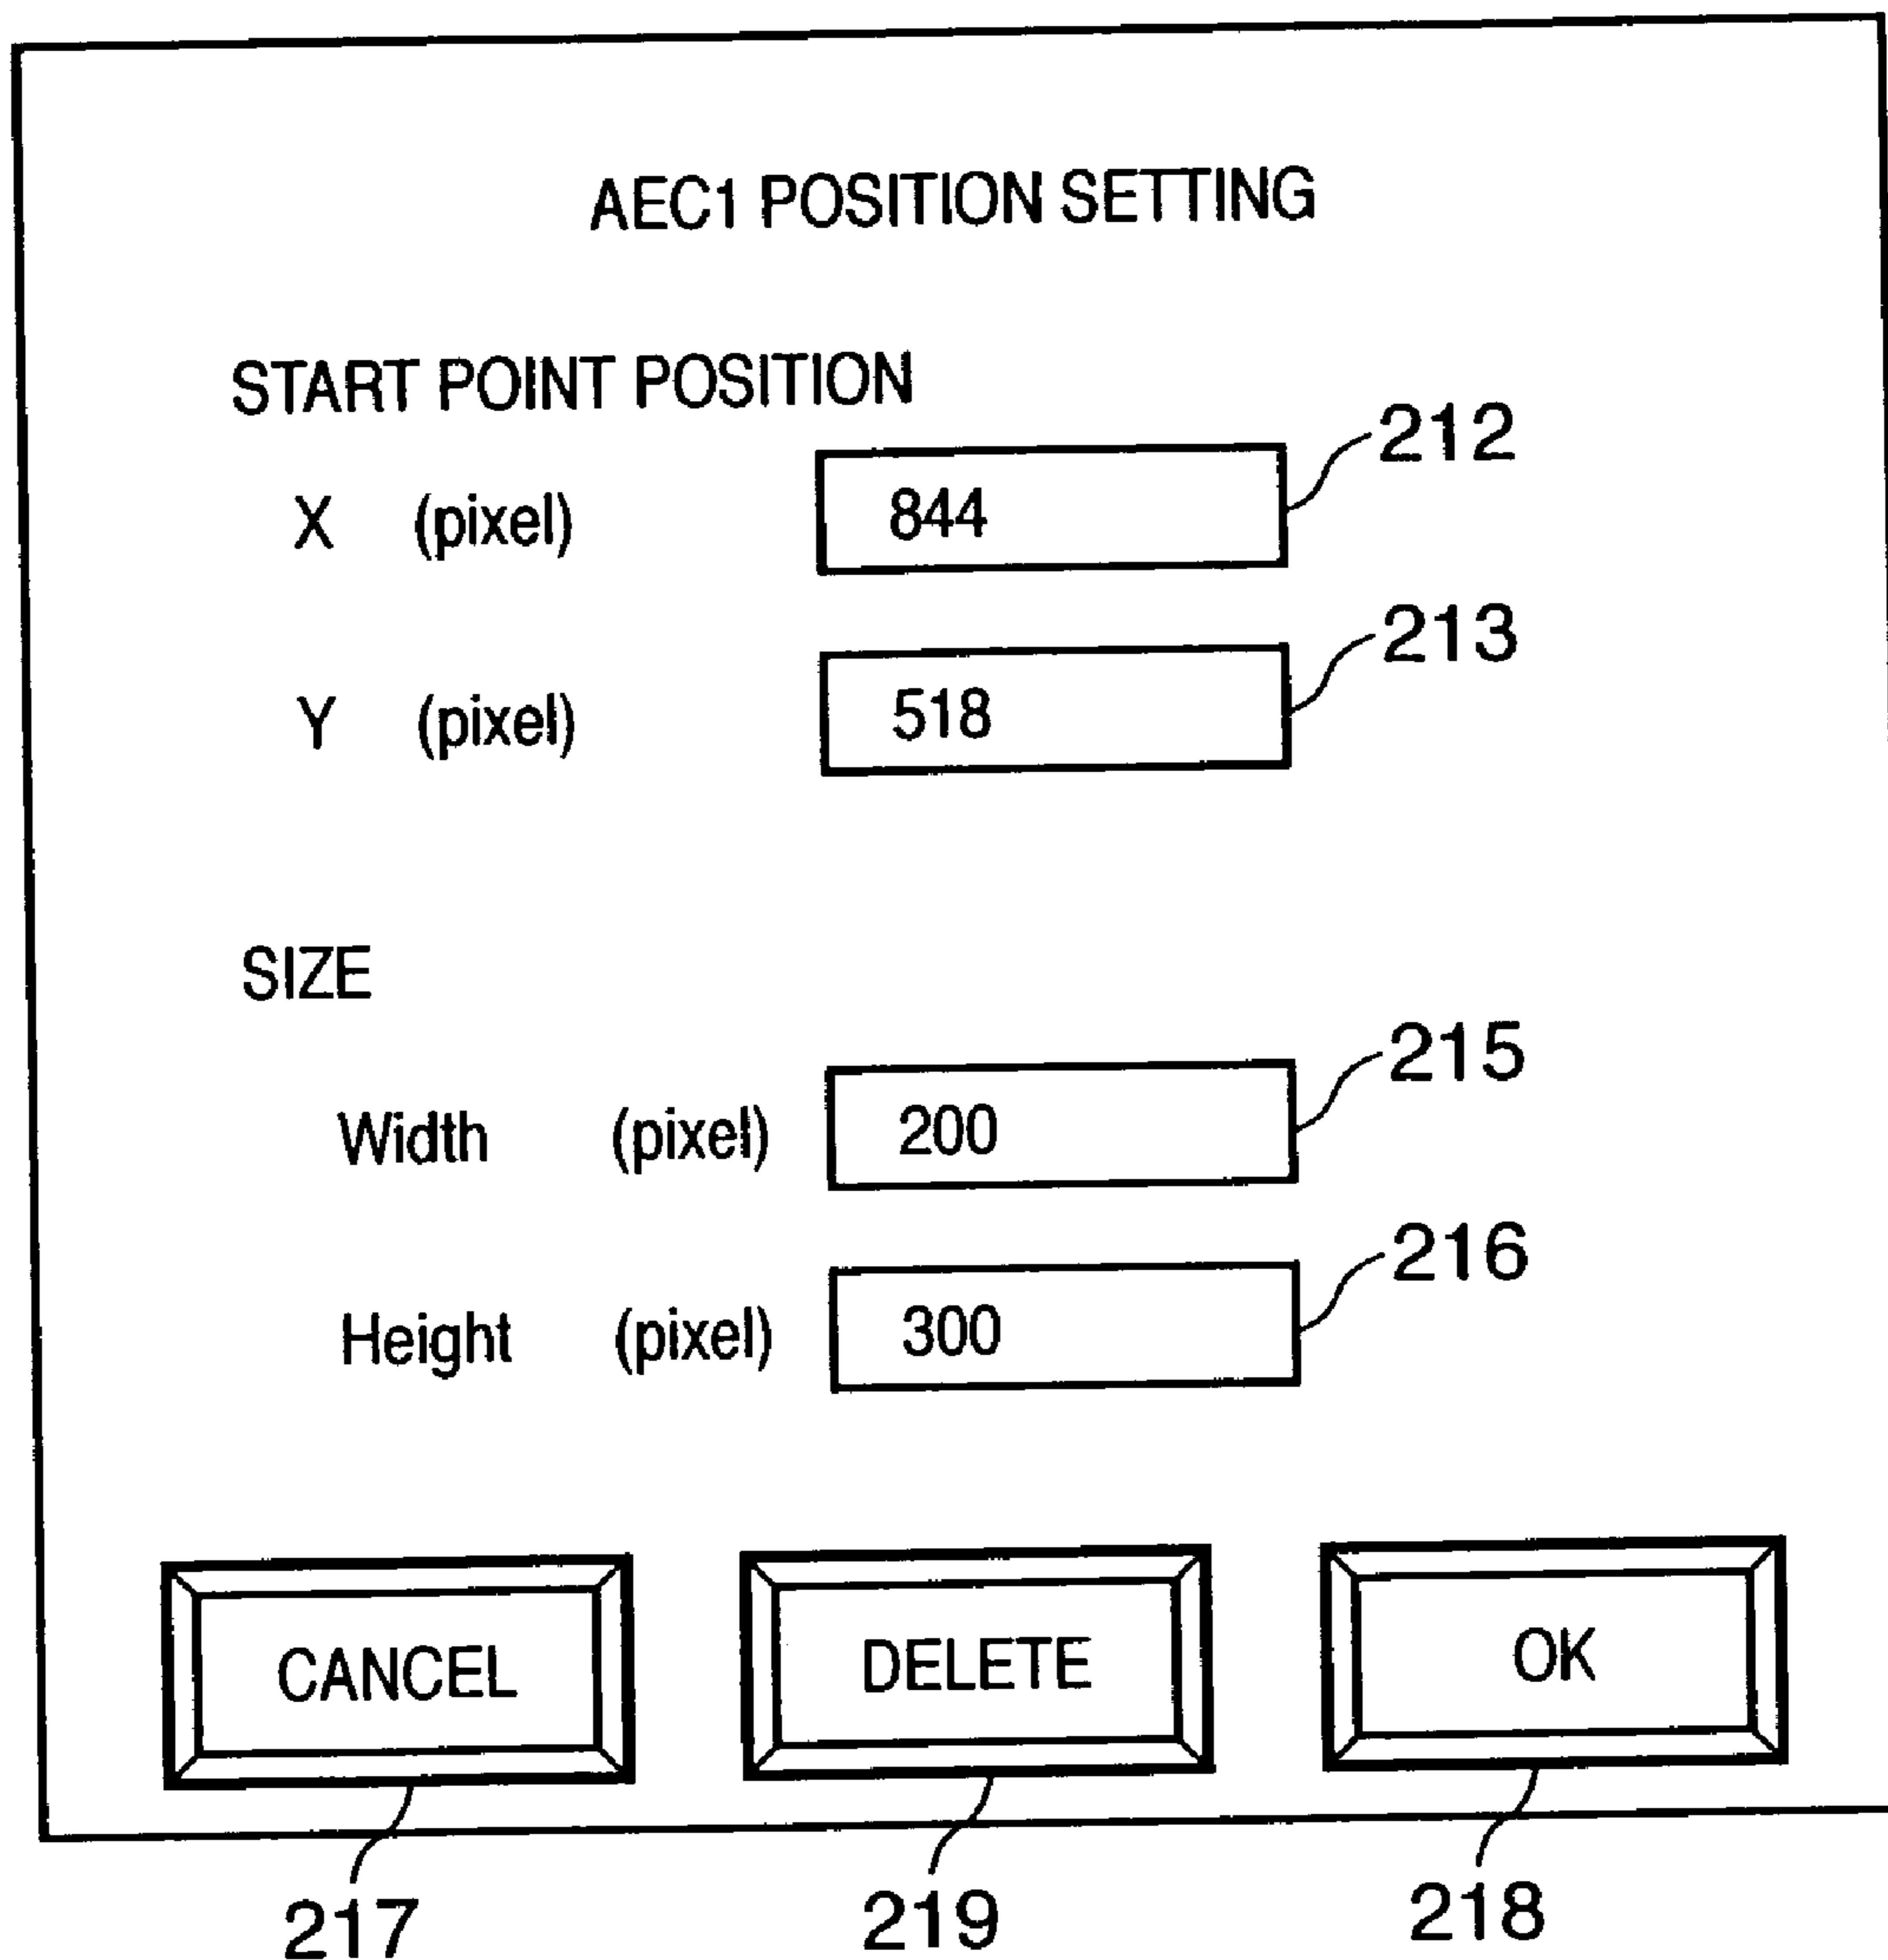 AEC1 POSITION SETTING
START POINT POSITION
212
X (pixel) 844
213
Y (pixel) 518
SIZE
215
Width (pixel) 200
216
Height (pixel) 300
CANCEL DELETE OK
217 219 218